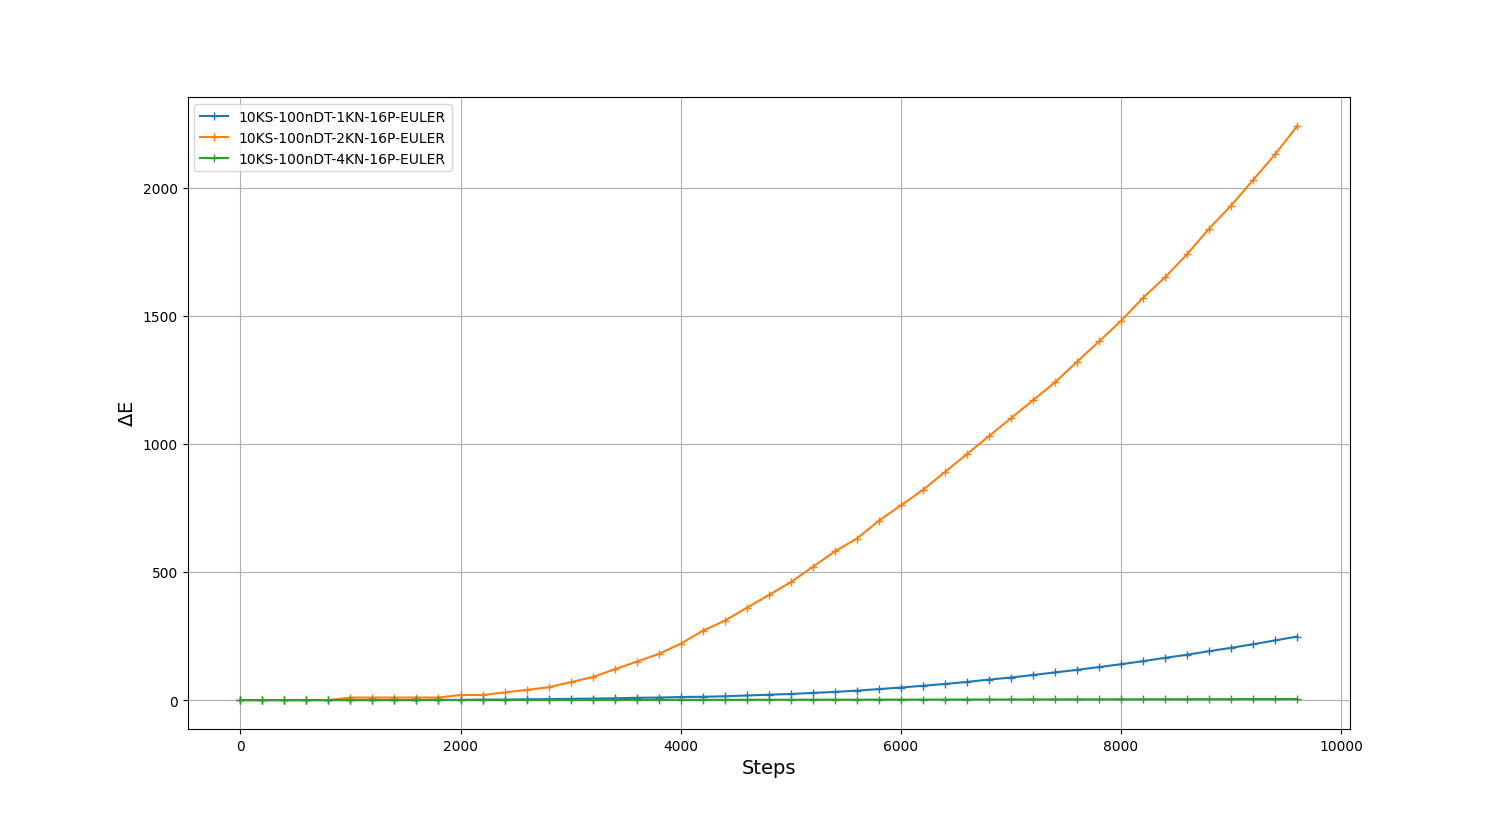 10KS-100nDT-1KN-16P-EULER
10KS-100nDT-2KN-16P-EULER
10KS-100nDT-4KN-16P-EULER
2000
1500
1000
500
0
ΔE
0 2000 4000 6000 8000 10000
Steps